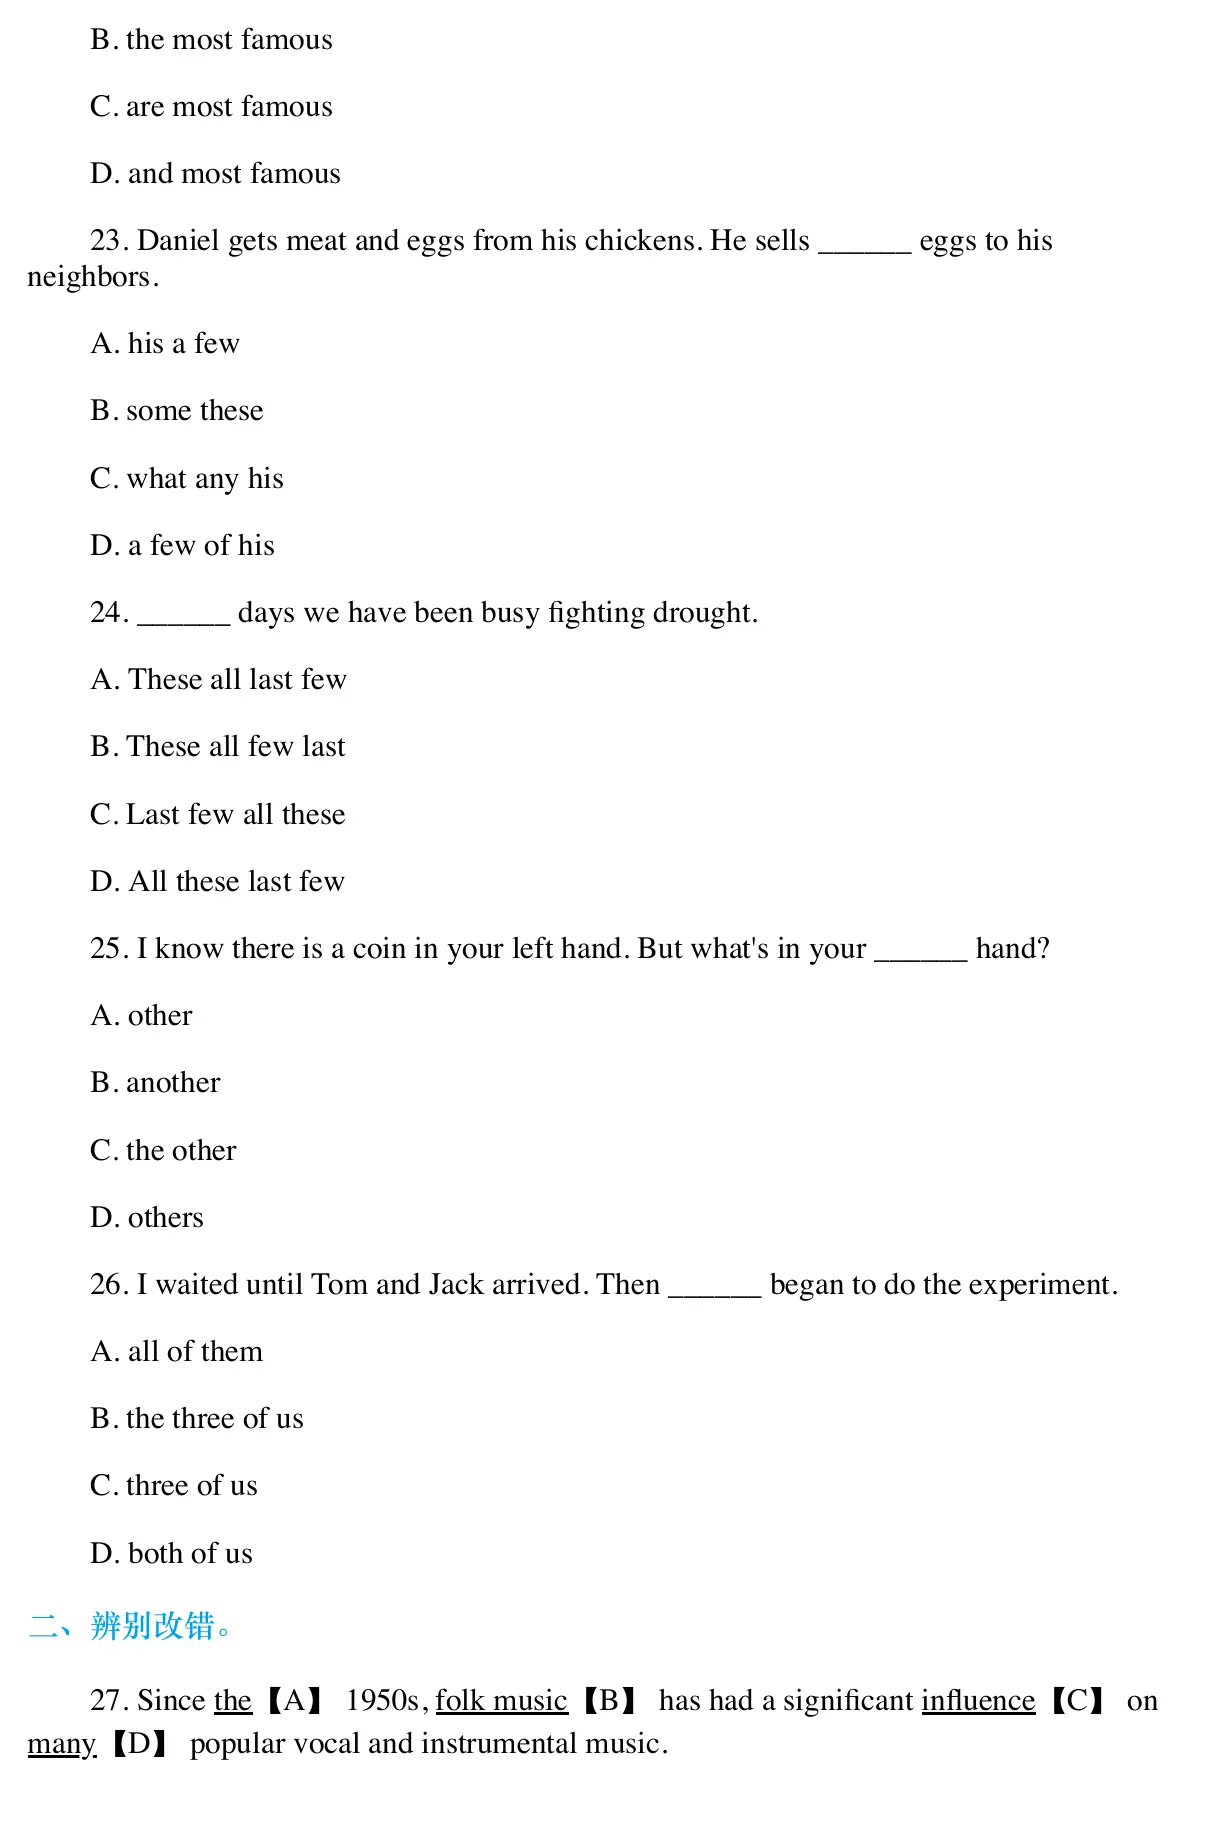 B. the most famous
C. are most famous
D. and most famous
23. Daniel gets meat and eggs from his chickens. He sells ______ eggs to his
neighbors.
A. his a few
B. some these
C. what any his
D. a few of his
24. ______ days we have been busy fighting drought.
A. These all last few
B. These all few last
C. Last few all these
D. All these last few
25. I know there is a coin in your left hand. But what's in your ______ hand?
A. other
B. another
C. the other
D. others
26. I waited until Tom and Jack arrived. Then ______ began to do the experiment.
A. all of them
B. the three of us
C. three of us
D. both of us
二、辨别改错。
27. Since the【A】 1950s, folk music【B】 has had a significant influence【C】 on
many【D】 popular vocal and instrumental music.